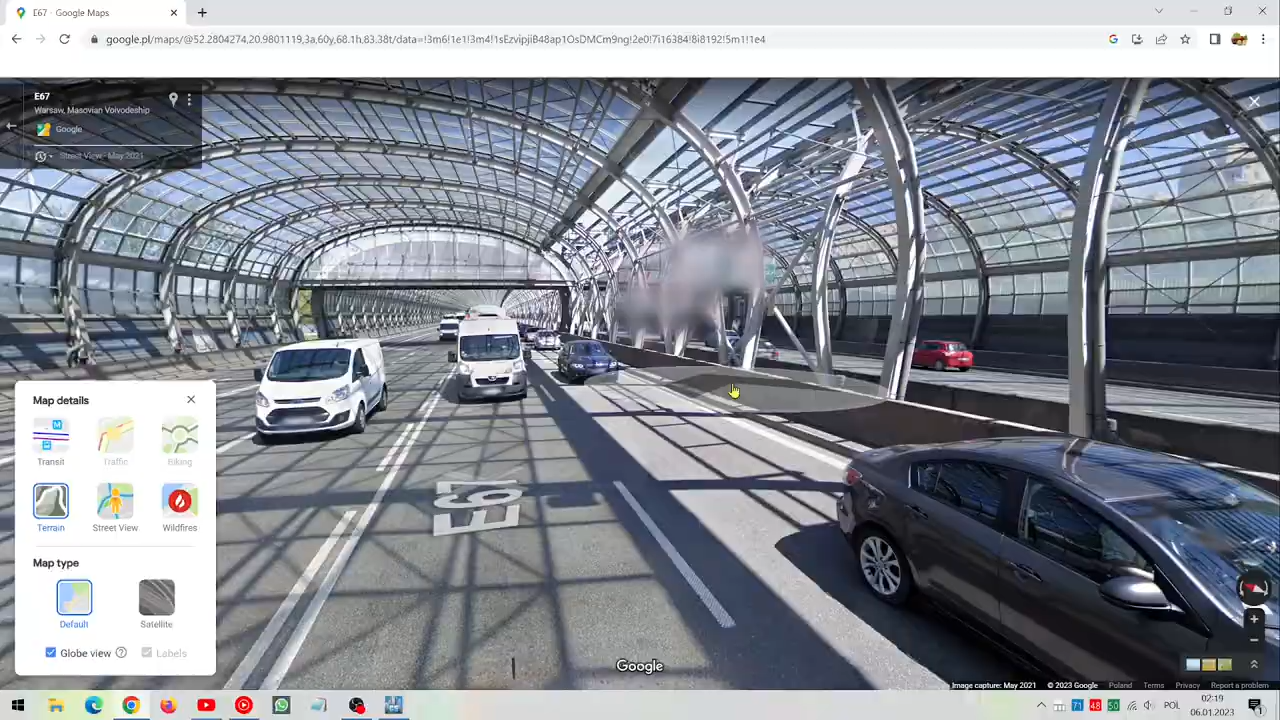 E67 - Google Maps
google.pl/maps/@52.2804274,20.9801119,3a,60y,68.1h,83.38t/data=!3m6!1e1!3m4!1sEzvipjiB48ap1OsDMCm9ng!2e0!7i16384!8i8192!5m1!1e4
E67
Warsaw, Masovian Voivodeship
Google
Street View - May 2021
Map details
Transit
Traffic
Biking
Terrain
Street View
Wildfires
Map type
Default
Satellite
Globe view
Labels
E67
Google
Image capture: May 2021 © 2023 Google Poland Terms Privacy Report a problem
71 48 50 POL
02:19
06.01.2023